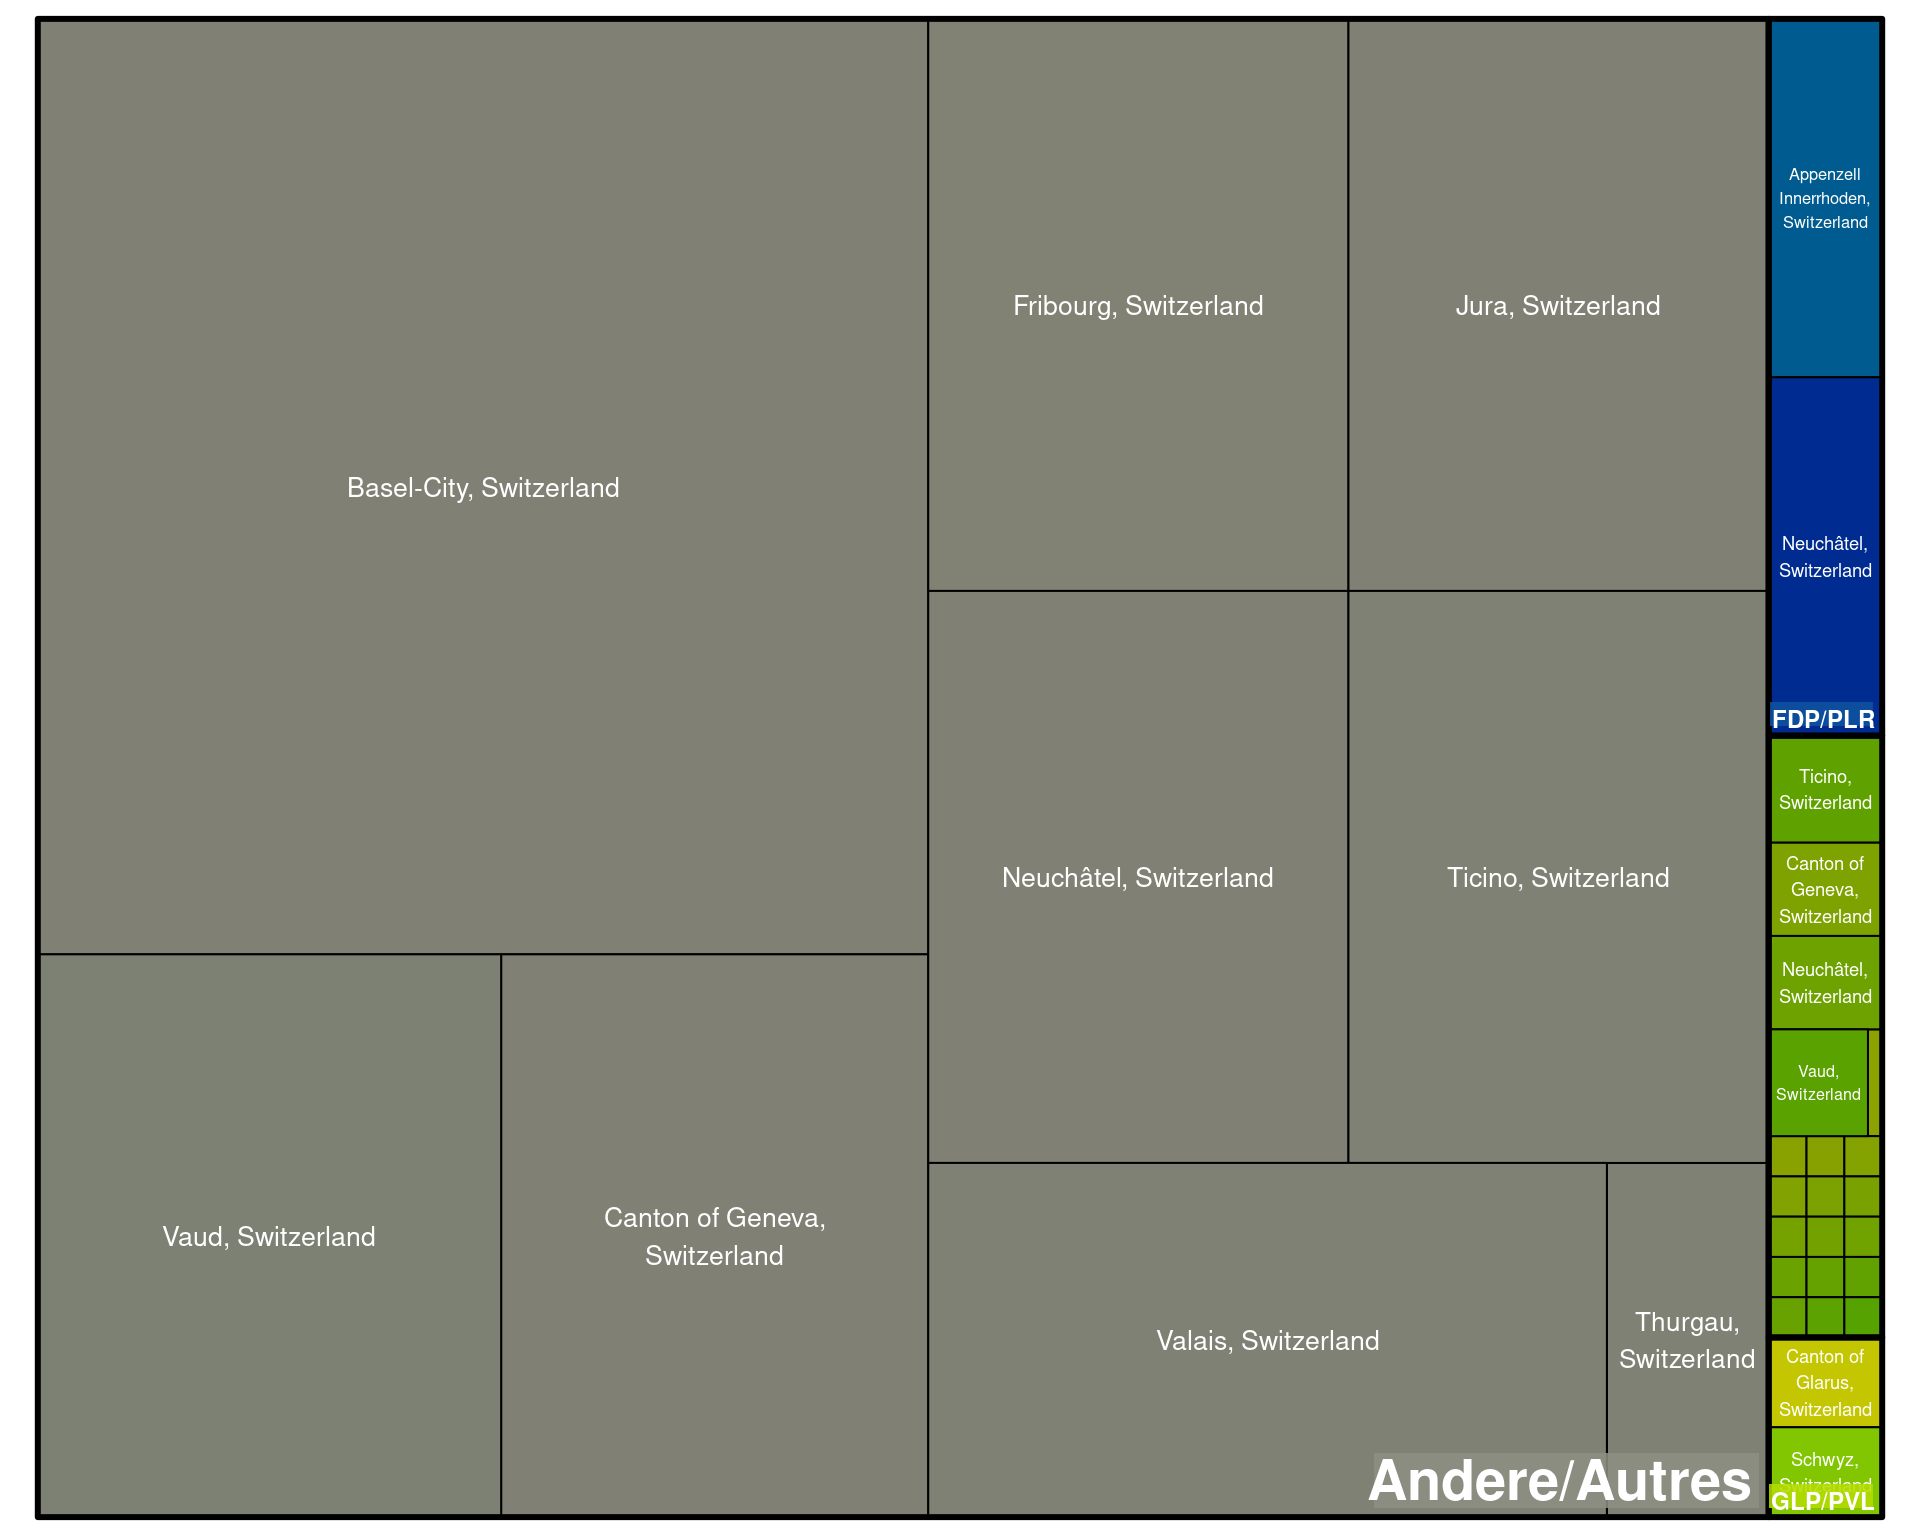 Basel-City, Switzerland
Fribourg, Switzerland
Jura, Switzerland
Neuchâtel, Switzerland
Ticino, Switzerland
Vaud, Switzerland
Canton of Geneva,
Switzerland
Valais, Switzerland
Thurgau,
Switzerland
Andere/Autres
Appenzell
Innerrhoden,
Switzerland
Neuchâtel,
Switzerland
FDP/PLR
Ticino,
Switzerland
Canton of
Geneva,
Switzerland
Neuchâtel,
Switzerland
Vaud,
Switzerland
Canton of
Glarus,
Switzerland
Schwyz,
Switzerland
GLP/PVL